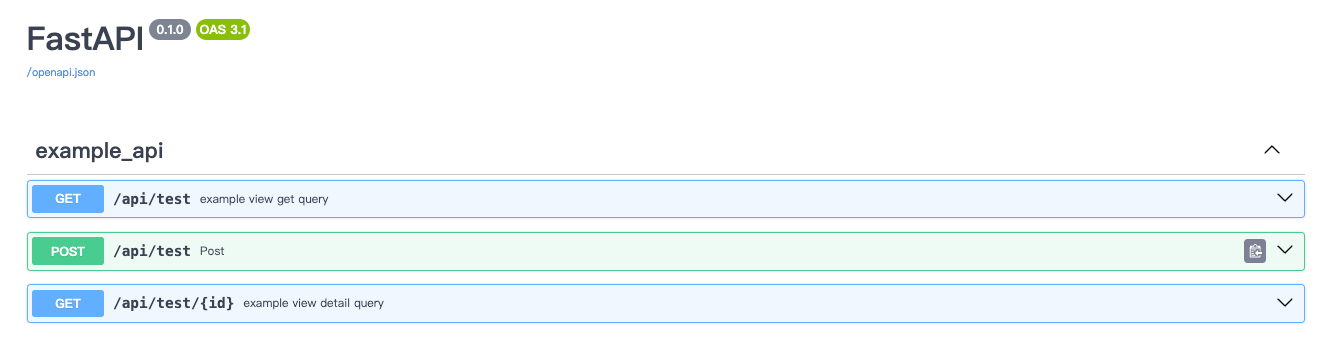 FastAPI 0.1.0 OAS 3.1
/openapi.json
example_api
GET /api/test example view get query
POST /api/test Post
GET /api/test/{id} example view detail query